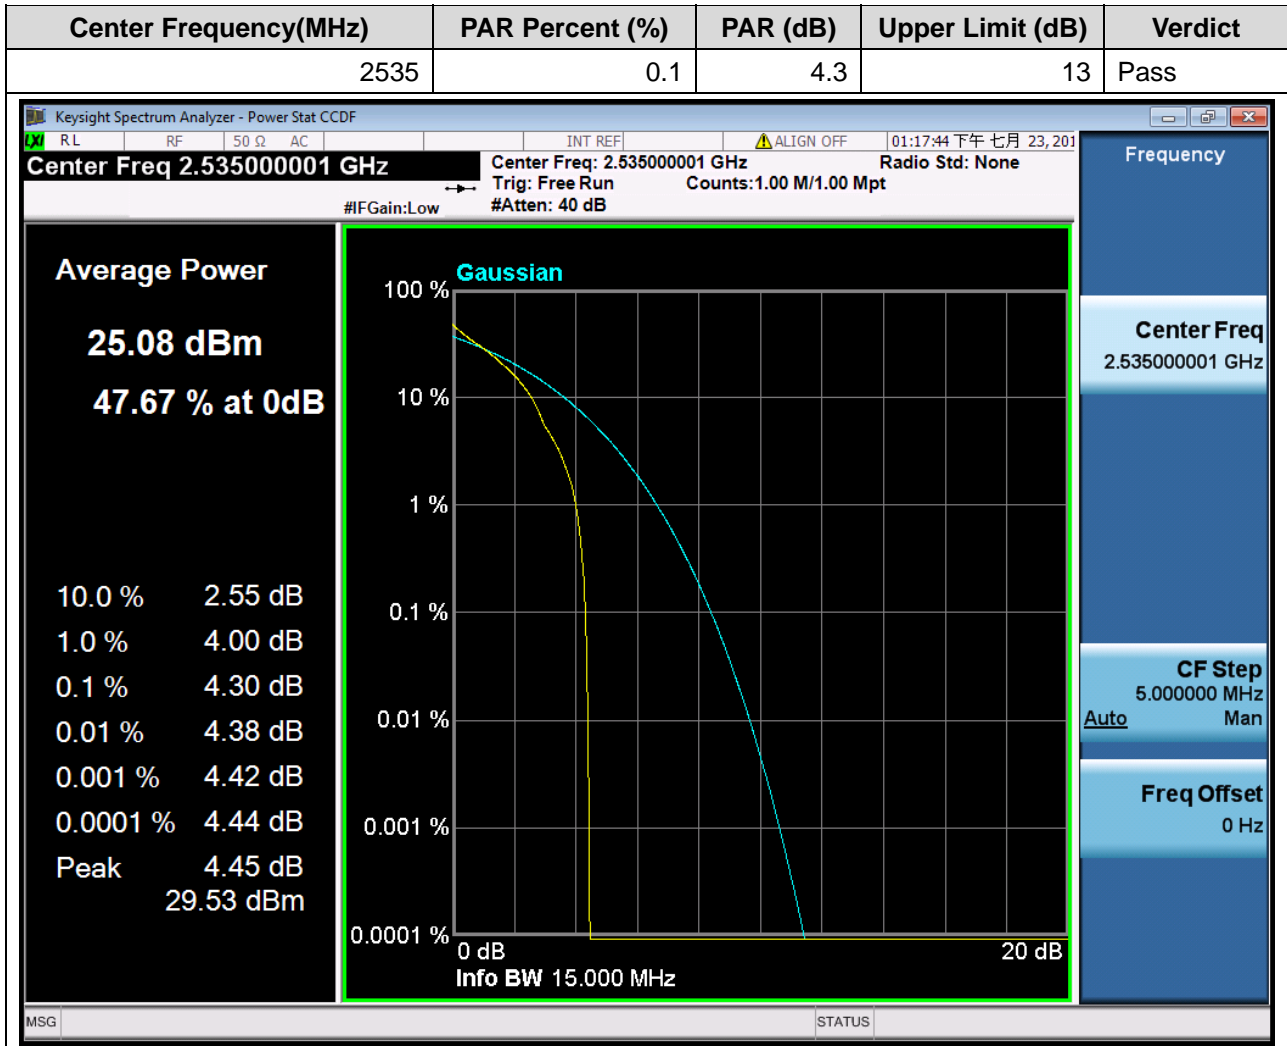 Center Frequency(MHz) PAR Percent (%) PAR (dB) Upper Limit (dB) Verdict
2535 0.1 4.3 13 Pass
Keysight Spectrum Analyzer - Power Stat CCDF
LXI RL RF 50 Ω AC INT REF ALIGN OFF 01:17:44 下午 七月 23, 201
Center Freq 2.535000001 GHz
Center Freq: 2.535000001 GHz Radio Std: None
Trig: Free Run Counts:1.00 M/1.00 Mpt
#IFGain:Low #Atten: 40 dB
Frequency
Average Power
25.08 dBm
47.67 % at 0dB
10.0 % 2.55 dB
1.0 % 4.00 dB
0.1 % 4.30 dB
0.01 % 4.38 dB
0.001 % 4.42 dB
0.0001 % 4.44 dB
Peak 4.45 dB
29.53 dBm
Gaussian
100 %
10 %
1 %
0.1 %
0.01 %
0.001 %
0.0001 %
0 dB 20 dB
Info BW 15.000 MHz
Center Freq
2.535000001 GHz
CF Step
5.000000 MHz
Auto Man
Freq Offset
0 Hz
MSG STATUS